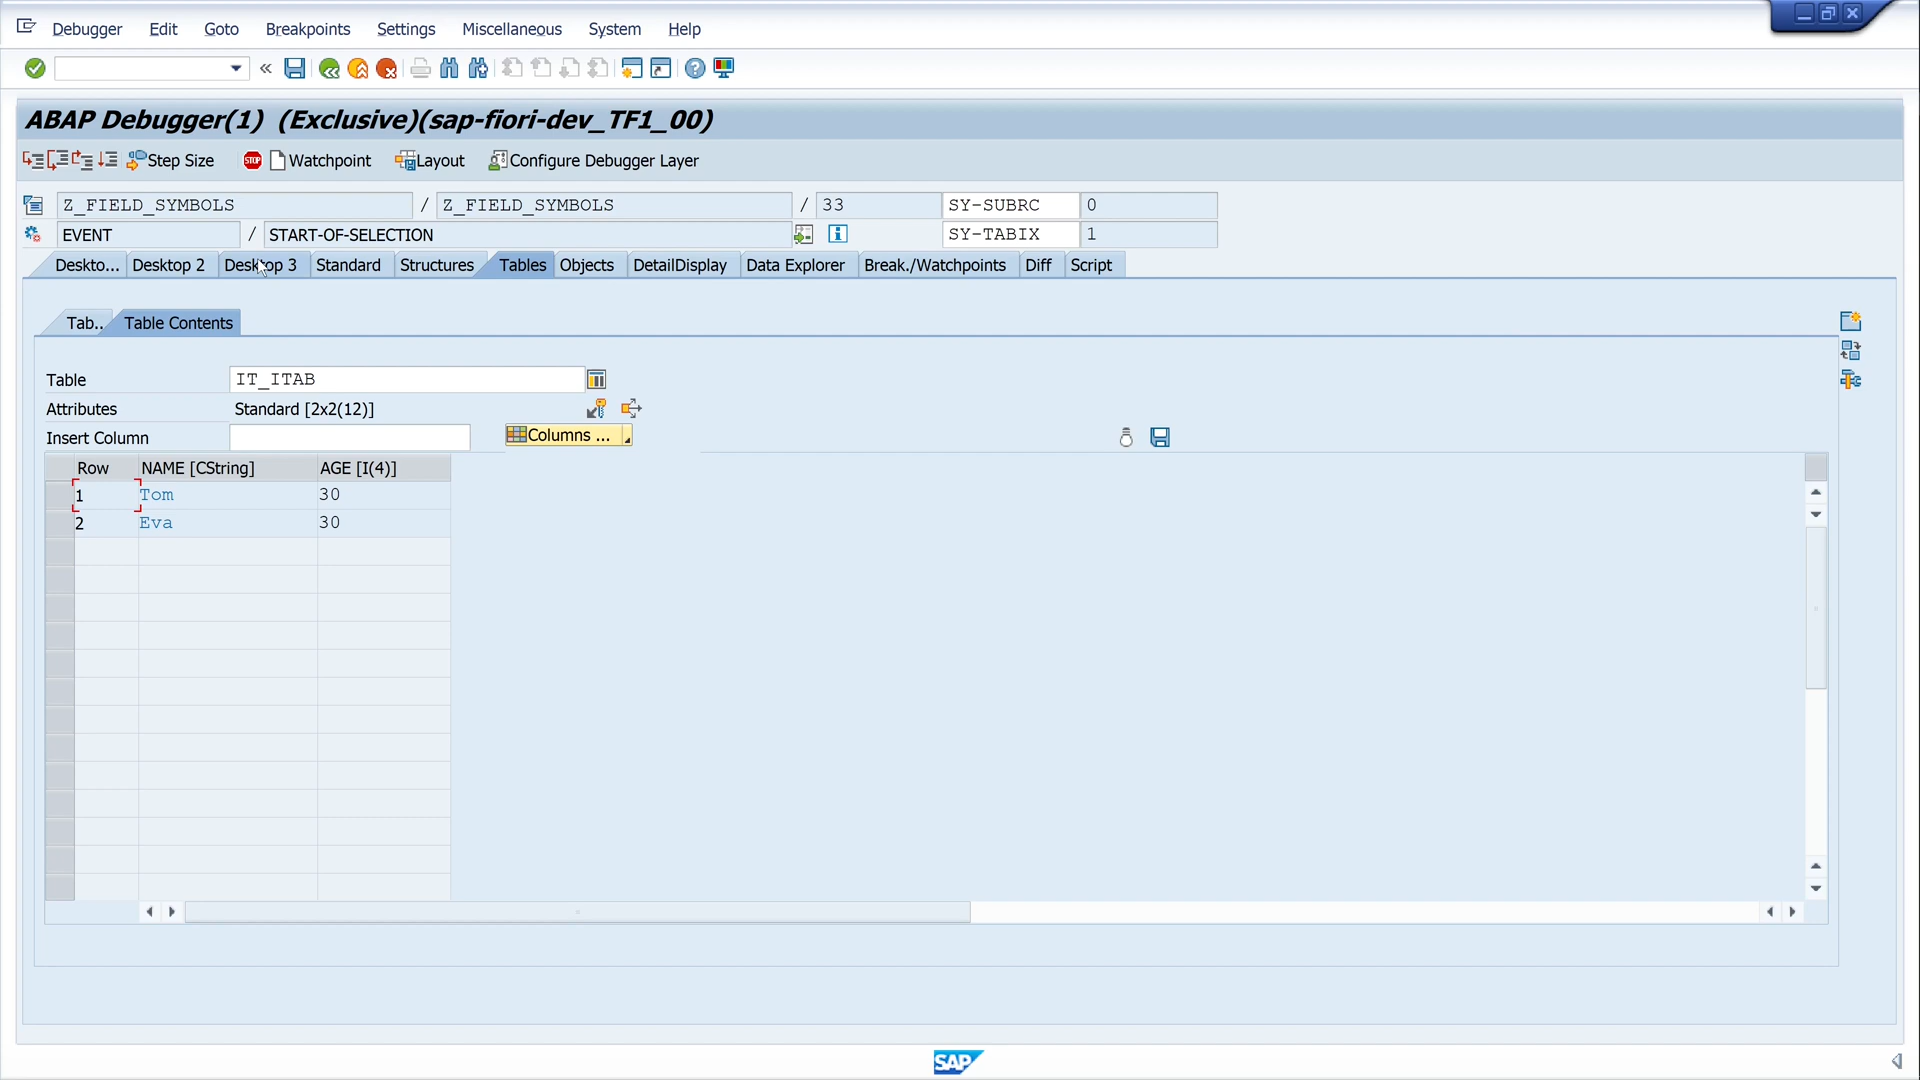 Debugger Edit Goto Breakpoints Settings Miscellaneous System Help
ABAP Debugger(1) (Exclusive)(sap-fiori-dev_TF1_00)
Step Size STOP Watchpoint Layout Configure Debugger Layer
Z_FIELD_SYMBOLS / Z_FIELD_SYMBOLS / 33 SY-SUBRC 0
EVENT / START-OF-SELECTION SY-TABIX 1
Deskto... Desktop 2 Desktop 3 Standard Structures Tables Objects DetailDisplay Data Explorer Break./Watchpoints Diff Script
Tab.. Table Contents
Table IT_ITAB
Attributes Standard [2x2(12)]
Insert Column Columns ...
Row NAME [CString] AGE [I(4)]
1 Tom 30
2 Eva 30
SAP